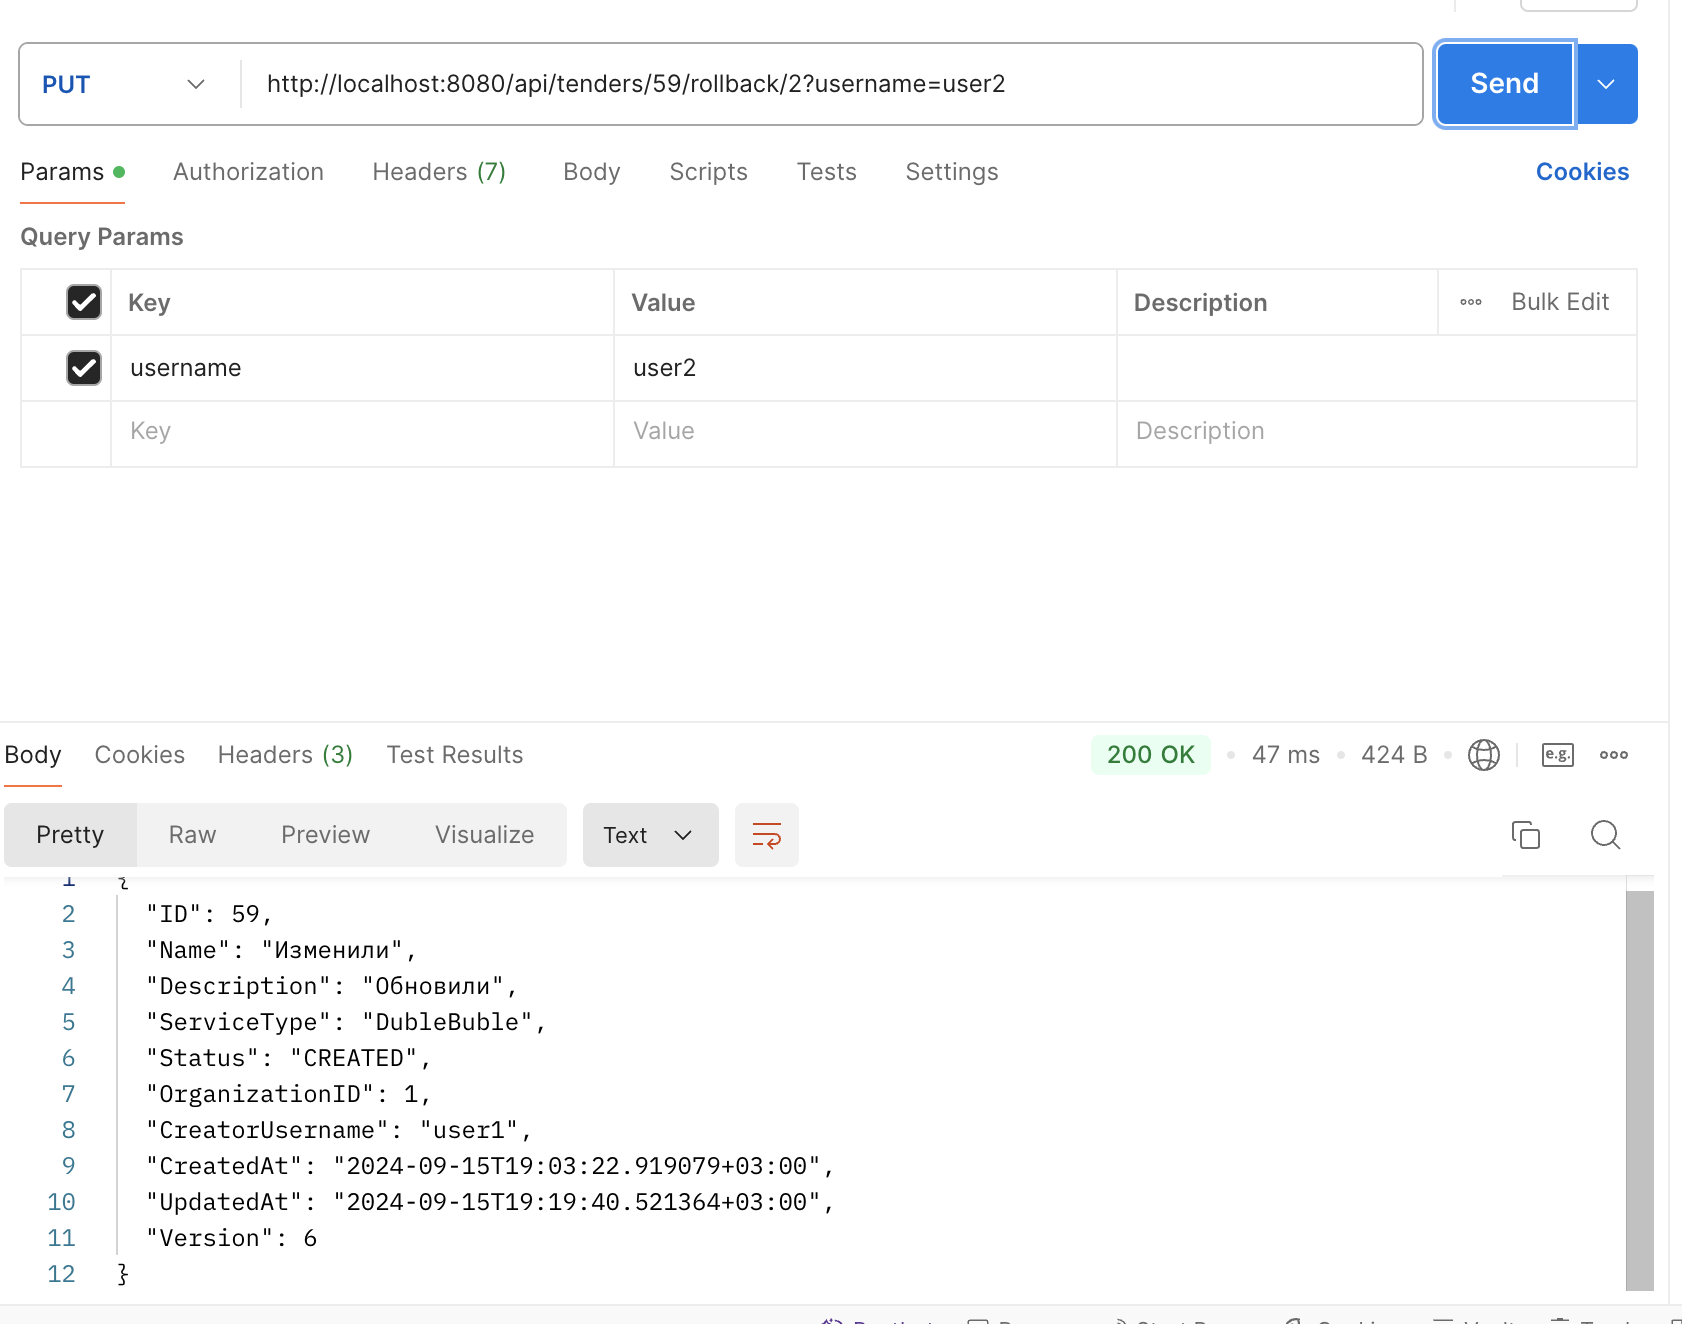 PUT http://localhost:8080/api/tenders/59/rollback/2?username=user2 Send
Params Authorization Headers (7) Body Scripts Tests Settings Cookies
Query Params
Key Value Description Bulk Edit
username user2
Key Value Description
Body Cookies Headers (3) Test Results 200 OK 47 ms 424 B e.g.
Pretty Raw Preview Visualize Text
1 {
2 "ID": 59,
3 "Name": "Изменили",
4 "Description": "Обновили",
5 "ServiceType": "DubleBuble",
6 "Status": "CREATED",
7 "OrganizationID": 1,
8 "CreatorUsername": "user1",
9 "CreatedAt": "2024-09-15T19:03:22.919079+03:00",
10 "UpdatedAt": "2024-09-15T19:19:40.521364+03:00",
11 "Version": 6
12 }